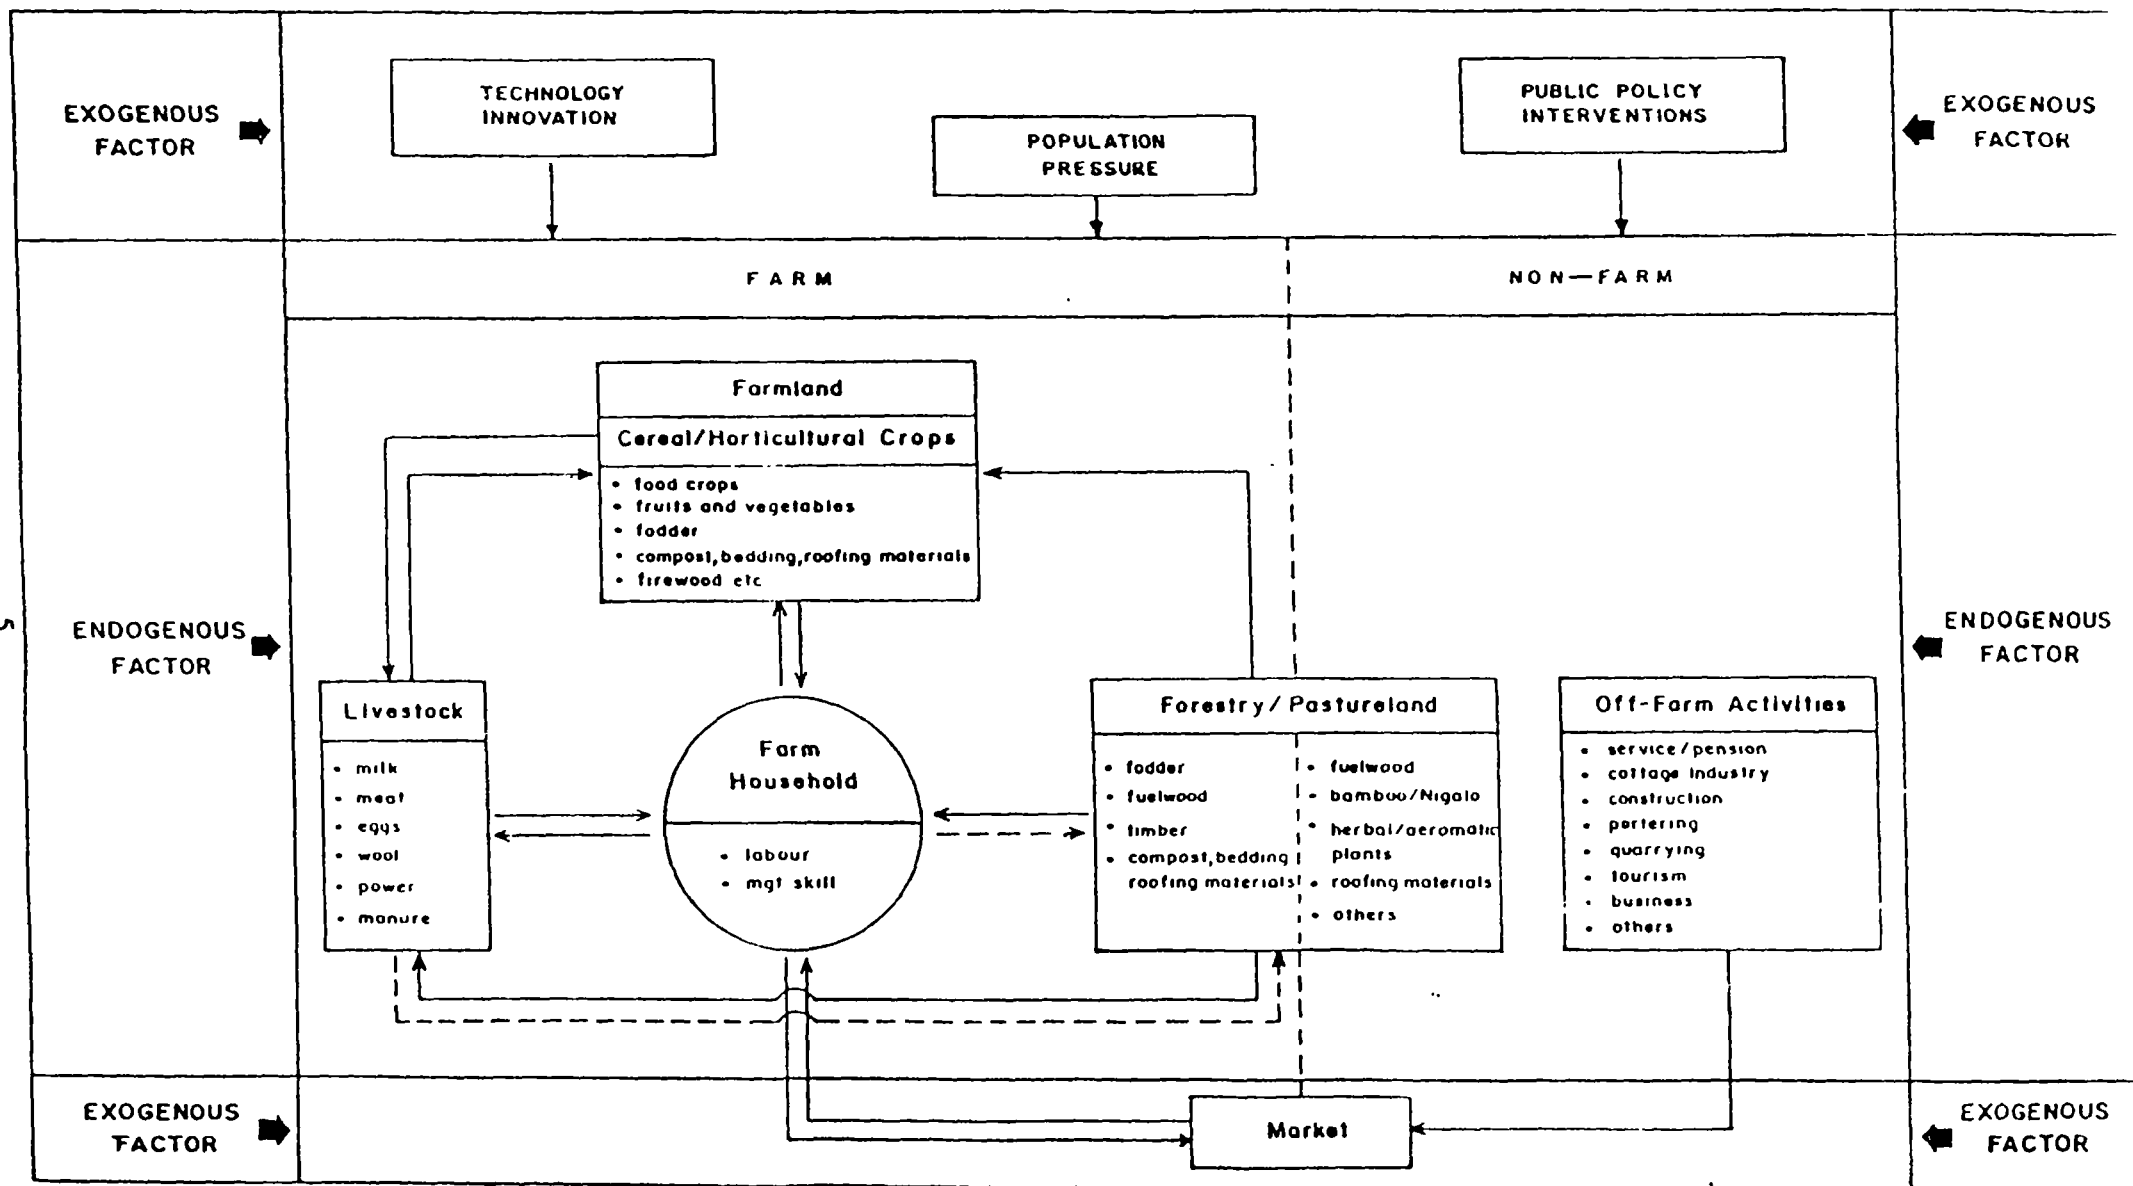 EXOGENOUS
FACTOR
TECHNOLOGY
INNOVATION
POPULATION
PRESSURE
PUBLIC POLICY
INTERVENTIONS
EXOGENOUS
FACTOR
FARM
NON—FARM
5
ENDOGENOUS
FACTOR
Farmland
Cereal/Horticultural Crops
• food crops
• fruits and vegetables
• fodder
• compost, bedding, roofing materials
• firewood etc
Livestock
• milk
• meat
• eggs
• wool
• power
• manure
Farm
Household
• labour
• mgt skill
Forestry/Pastureland
• fodder
• fuelwood
• timber
• compost, bedding
roofing materials
• fuelwood
• bamboo/Nigalo
• herbal/aeromatic
plants
• roofing materials
• others
Off-Farm Activities
• service/pension
• cottage industry
• construction
• portering
• quarrying
• tourism
• business
• others
ENDOGENOUS
FACTOR
EXOGENOUS
FACTOR
Market
EXOGENOUS
FACTOR